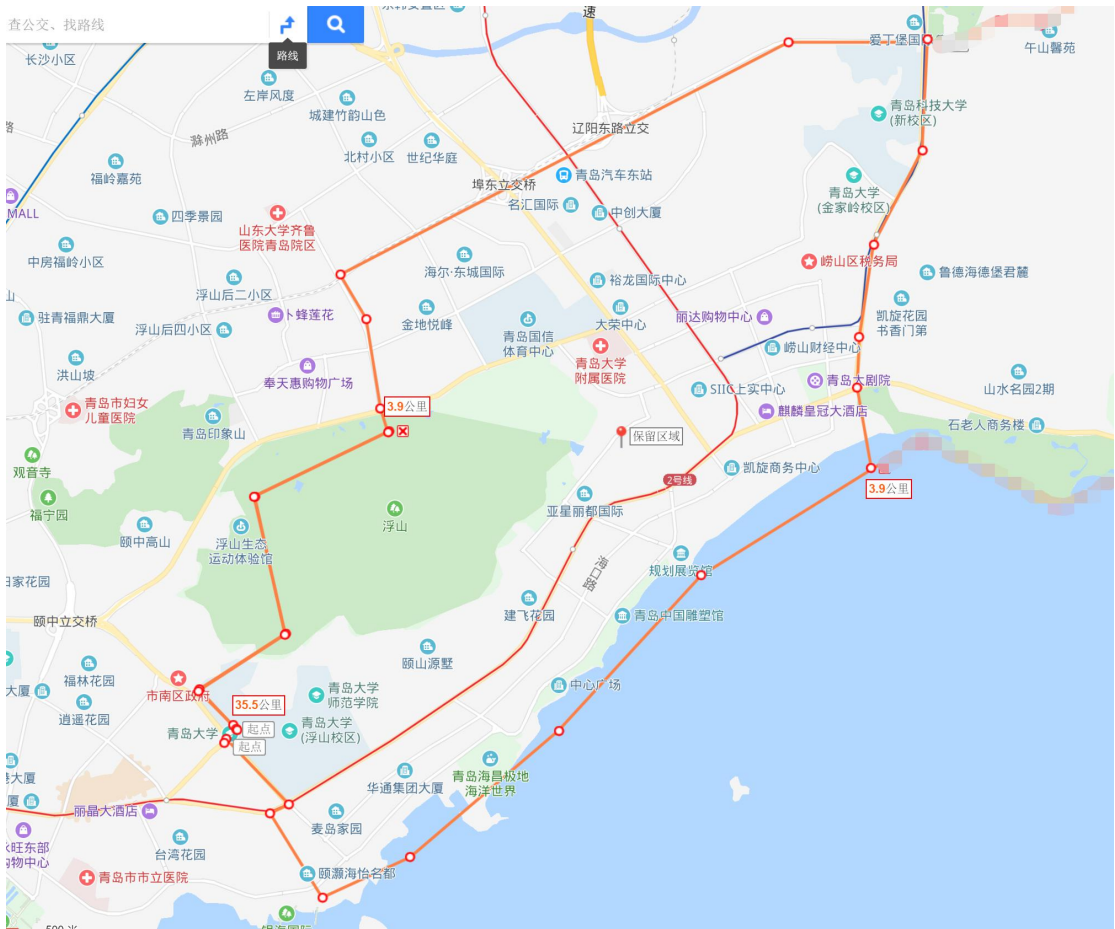 查公交、找路线
路线
速
长沙小区
爱丁堡国
午山馨苑
左岸风度
城建竹韵山色
滁州路
路
辽阳东路立交
青岛科技大学
(新校区)
北村小区
世纪华庭
福岭嘉苑
埠东立交桥
青岛汽车东站
青岛大学
(金家岭校区)
MALL
四季景园
名汇国际
中创大厦
山东大学齐鲁
医院青岛院区
中房福岭小区
海尔·东城国际
崂山区税务局
鲁德海德堡君麓
浮山后二小区
裕龙国际中心
山
驻青福鼎大厦
浮山后四小区
卜蜂莲花
金地悦峰
青岛国信
体育中心
大荣中心
丽达购物中心
凯旋花园
书香门第
崂山财经中心
洪山坡
奉天惠购物广场
青岛大学
附属医院
SIIC上实中心
青岛大剧院
山水名园2期
青岛市妇女
儿童医院
3.9公里
麒麟皇冠大酒店
青岛印象山
石老人商务楼
保留区域
观音寺
凯旋商务中心
2号线
3.9公里
福宁园
亚星丽都国际
浮山
颐中高山
浮山生态
运动体验馆
规划展览馆
海口路
田家花园
建飞花园
青岛中国雕塑馆
颐中立交桥
颐山源墅
福林花园
市南区政府
大厦
青岛大学
师范学院
中心广场
35.5公里
逍遥花园
青岛大学
起点
青岛大学
(浮山校区)
起点
大厦
华通集团大厦
青岛海昌极地
海洋世界
厦
丽晶大酒店
麦岛家园
永旺东部
购物中心
台湾花园
青岛市市立医院
颐灏海怡名都
500 米
银海国际